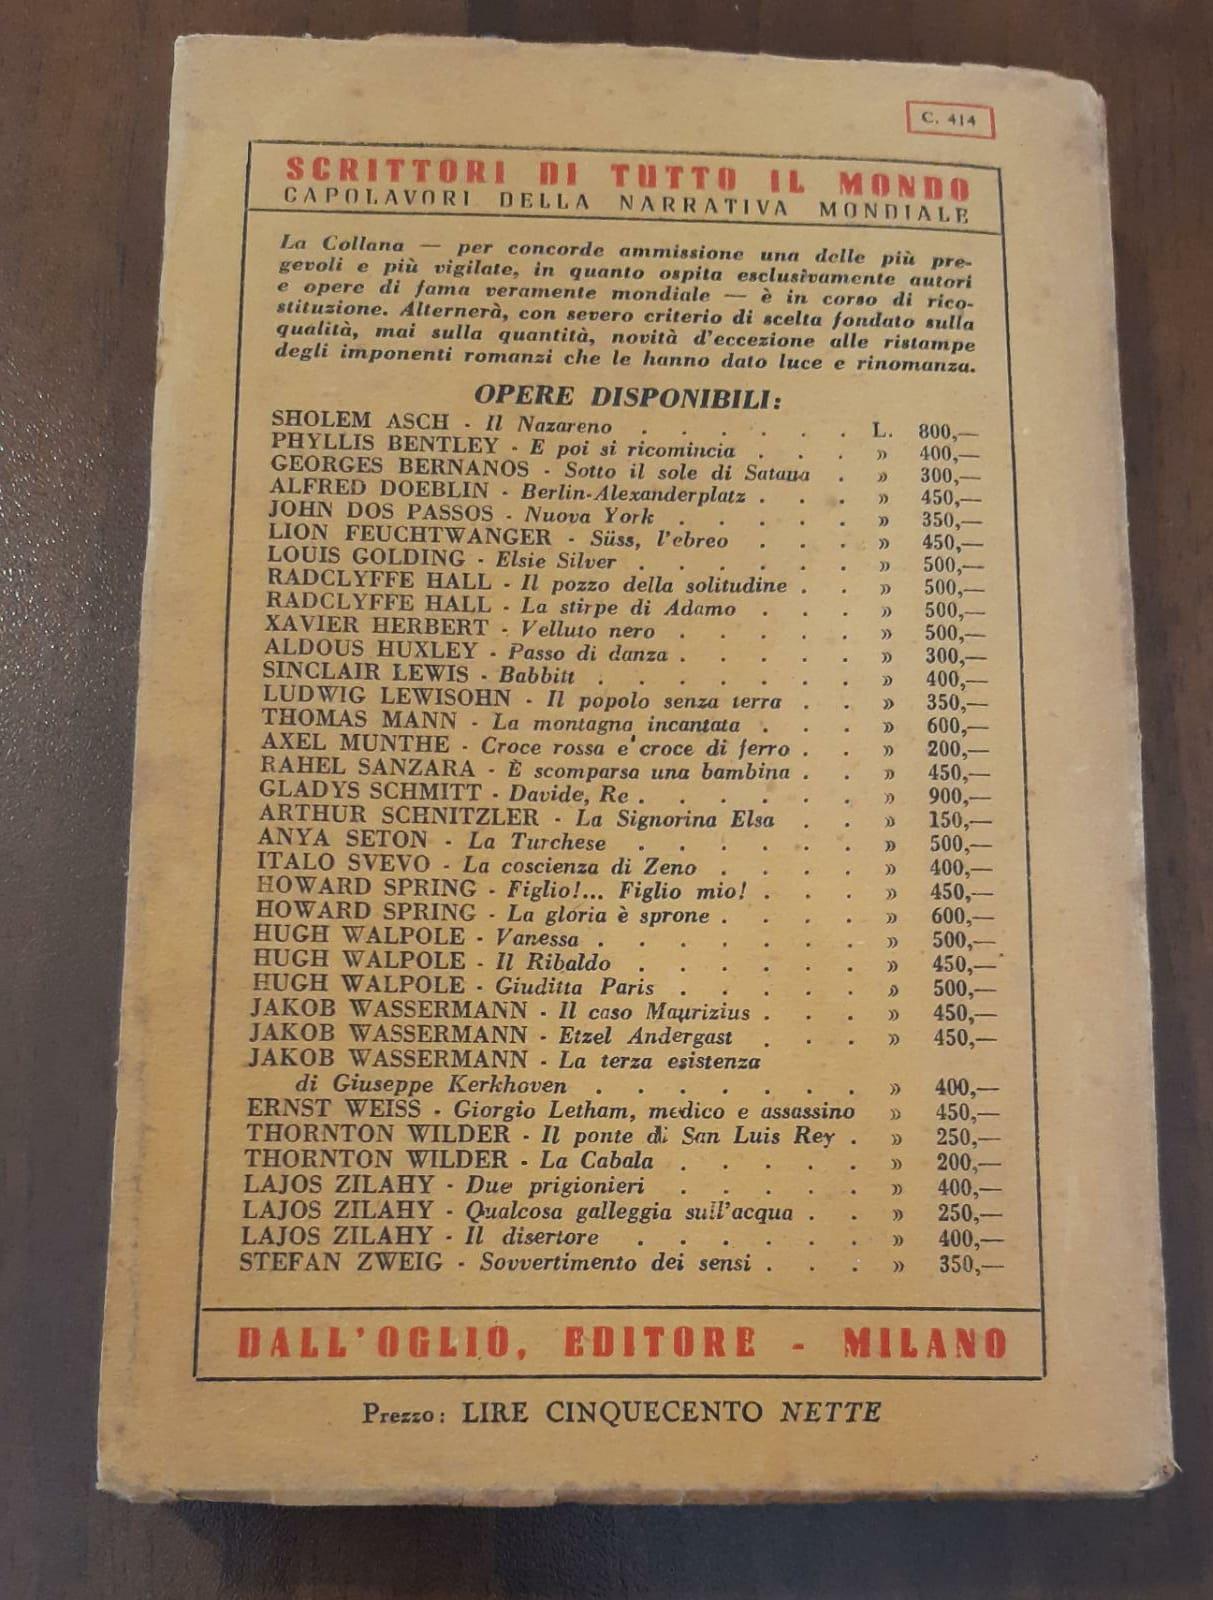 C. 414
SCRITTORI DI TUTTO IL MONDO
CAPOLAVORI DELLA NARRATIVA MONDIALE
La Collana — per concorde ammissione una delle più pre-
gevoli e più vigilate, in quanto ospita esclusivamente autori
e opere di fama veramente mondiale — è in corso di rico-
stituzione. Alternerà, con severo criterio di scelta fondato sulla
qualità, mai sulla quantità, novità d'eccezione alle ristampe
degli imponenti romanzi che le hanno dato luce e rinomanza.
OPERE DISPONIBILI:
SHOLEM ASCH - Il Nazareno . . . . . . L. 800,—
PHYLLIS BENTLEY - E poi si ricomincia . . . » 400,—
GEORGES BERNANOS - Sotto il sole di Satana . » 300,—
ALFRED DOEBLIN - Berlin-Alexanderplatz . . . » 450,—
JOHN DOS PASSOS - Nuova York . . . . . » 350,—
LION FEUCHTWANGER - Süss, l'ebreo . . . » 450,—
LOUIS GOLDING - Elsie Silver . . . . . . » 500,—
RADCLYFFE HALL - Il pozzo della solitudine . . » 500,—
RADCLYFFE HALL - La stirpe di Adamo . . . » 500,—
XAVIER HERBERT - Velluto nero . . . . . » 500,—
ALDOUS HUXLEY - Passo di danza . . . . . » 300,—
SINCLAIR LEWIS - Babbitt . . . . . . . » 400,—
LUDWIG LEWISOHN - Il popolo senza terra . . » 350,—
THOMAS MANN - La montagna incantata . . . » 600,—
AXEL MUNTHE - Croce rossa e croce di ferro . . » 200,—
RAHEL SANZARA - È scomparsa una bambina . . » 450,—
GLADYS SCHMITT - Davide, Re . . . . . . » 900,—
ARTHUR SCHNITZLER - La Signorina Elsa . . » 150,—
ANYA SETON - La Turchese . . . . . . » 500,—
ITALO SVEVO - La coscienza di Zeno . . . . » 400,—
HOWARD SPRING - Figlio!... Figlio mio! . . . » 450,—
HOWARD SPRING - La gloria è sprone . . . . » 600,—
HUGH WALPOLE - Vanessa . . . . . . . » 500,—
HUGH WALPOLE - Il Ribaldo . . . . . . » 450,—
HUGH WALPOLE - Giuditta Paris . . . . . » 500,—
JAKOB WASSERMANN - Il caso Maurizius . . . » 450,—
JAKOB WASSERMANN - Etzel Andergast . . . » 450,—
JAKOB WASSERMANN - La terza esistenza
di Giuseppe Kerkhoven . . . . . . . » 400,—
ERNST WEISS - Giorgio Letham, medico e assassino » 450,—
THORNTON WILDER - Il ponte di San Luis Rey . » 250,—
THORNTON WILDER - La Cabala . . . . . » 200,—
LAJOS ZILAHY - Due prigionieri . . . . . » 400,—
LAJOS ZILAHY - Qualcosa galleggia sull'acqua . . » 250,—
LAJOS ZILAHY - Il disertore . . . . . . » 400,—
STEFAN ZWEIG - Sovvertimento dei sensi . . . » 350,—
DALL'OGLIO, EDITORE - MILANO
Prezzo: LIRE CINQUECENTO NETTE